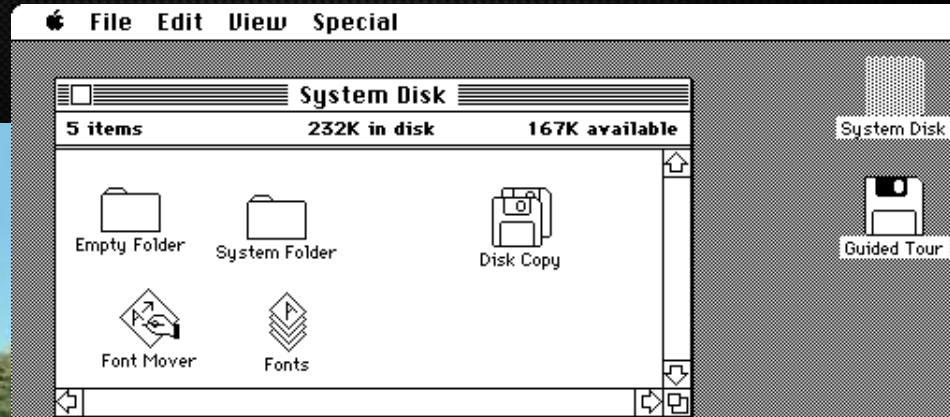 File Edit View Special
System Disk
5 items 232K in disk 167K available
Empty Folder
System Folder
Disk Copy
Font Mover
Fonts
System Disk
Guided Tour